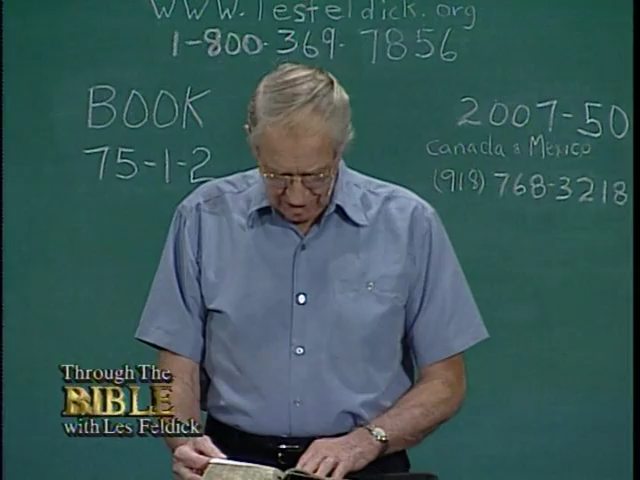 www.lesfeldick.org
1-800-369-7856
BOOK
75-1-2
2007-50
Canada & Mexico
(918) 768-3218
Through The
BIBLE
with Les Feldick